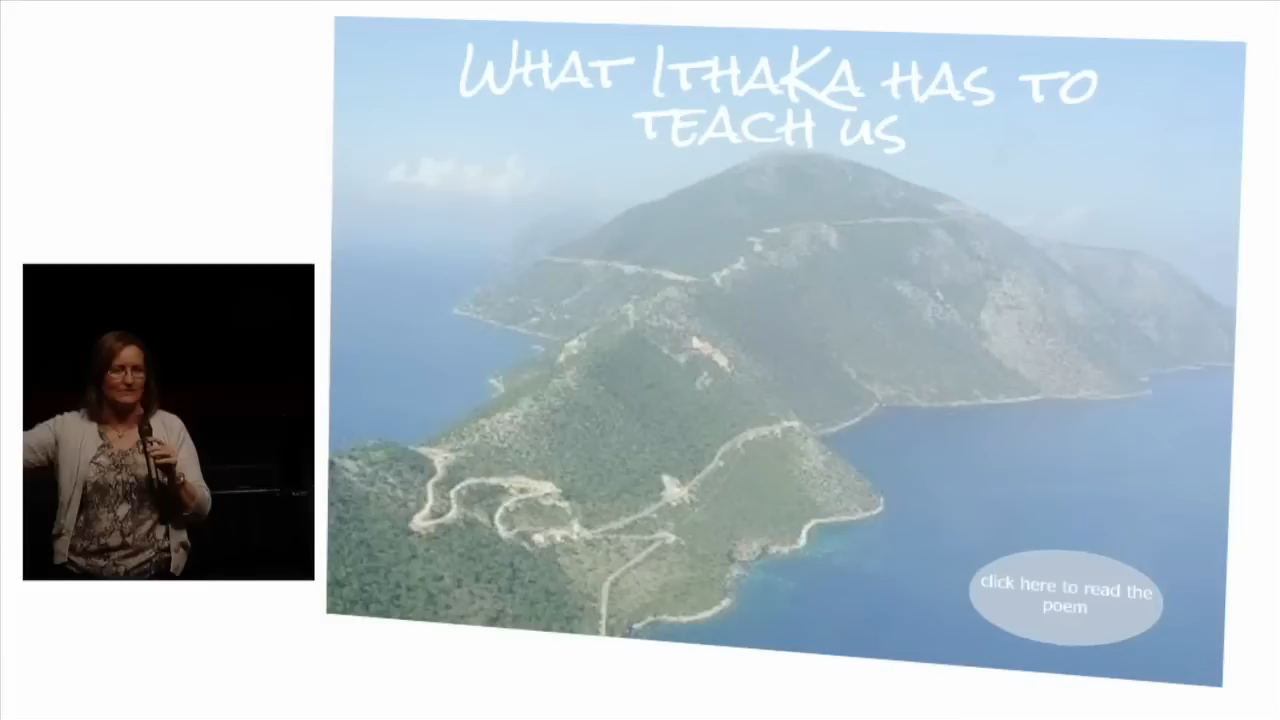 What Ithaka has to
teach us
click here to read the
poem